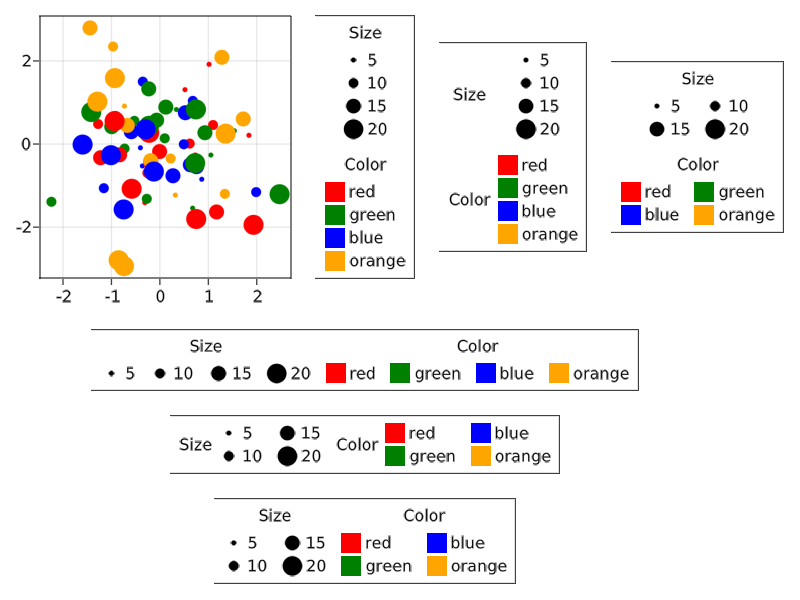 2
0
-2
-2 -1 0 1 2
Size
5
10
15
20
Color
red
green
blue
orange
Size
5
10
15
20
Color
red
green
blue
orange
Size
5 10
15 20
Color
red green
blue orange
Size Color
5 10 15 20 red green blue orange
Size 5 15 Color red blue
10 20 green orange
Size Color
5 15 red blue
10 20 green orange